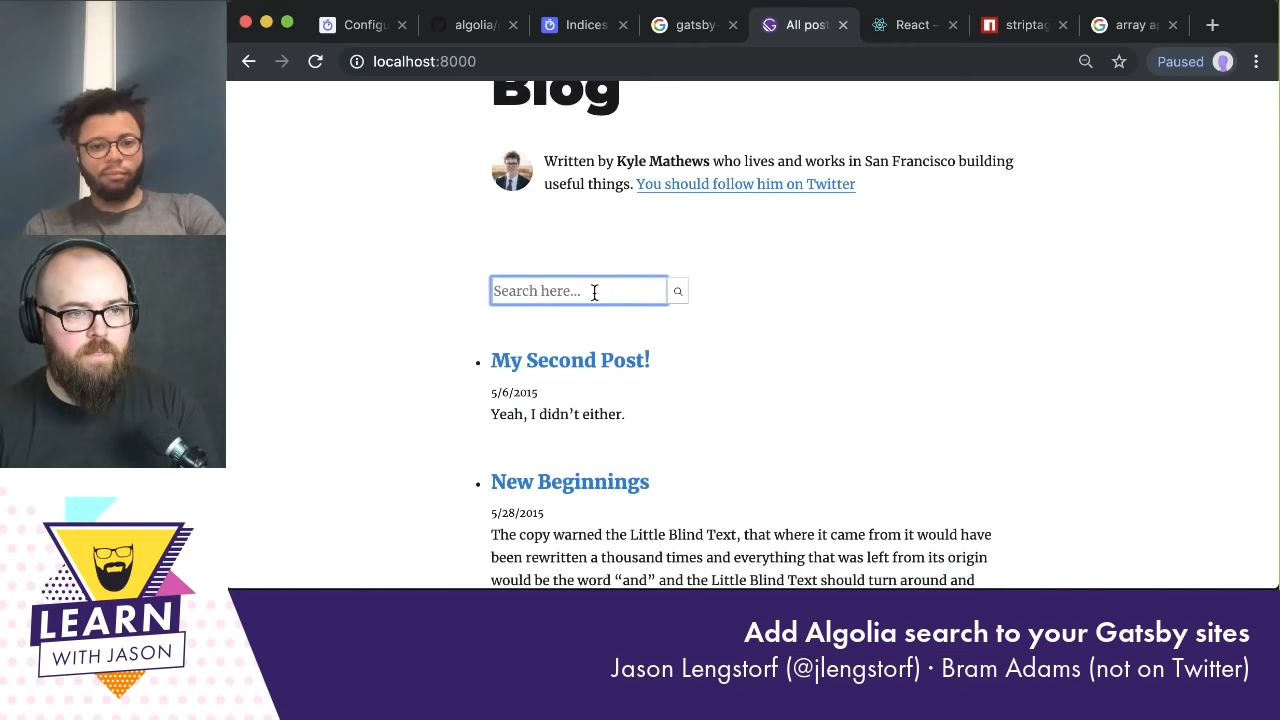 Configu
algolia/
Indices
gatsby-
All post
React –
striptag
array a
localhost:8000
Paused
Blog
Written by Kyle Mathews who lives and works in San Francisco building
useful things. You should follow him on Twitter
Search here...
My Second Post!
5/6/2015
Yeah, I didn’t either.
New Beginnings
5/28/2015
The copy warned the Little Blind Text, that where it came from it would have
been rewritten a thousand times and everything that was left from its origin
would be the word “and” and the Little Blind Text should turn around and
LEARN
WITH JASON
Add Algolia search to your Gatsby sites
Jason Lengstorf (@jlengstorf) · Bram Adams (not on Twitter)